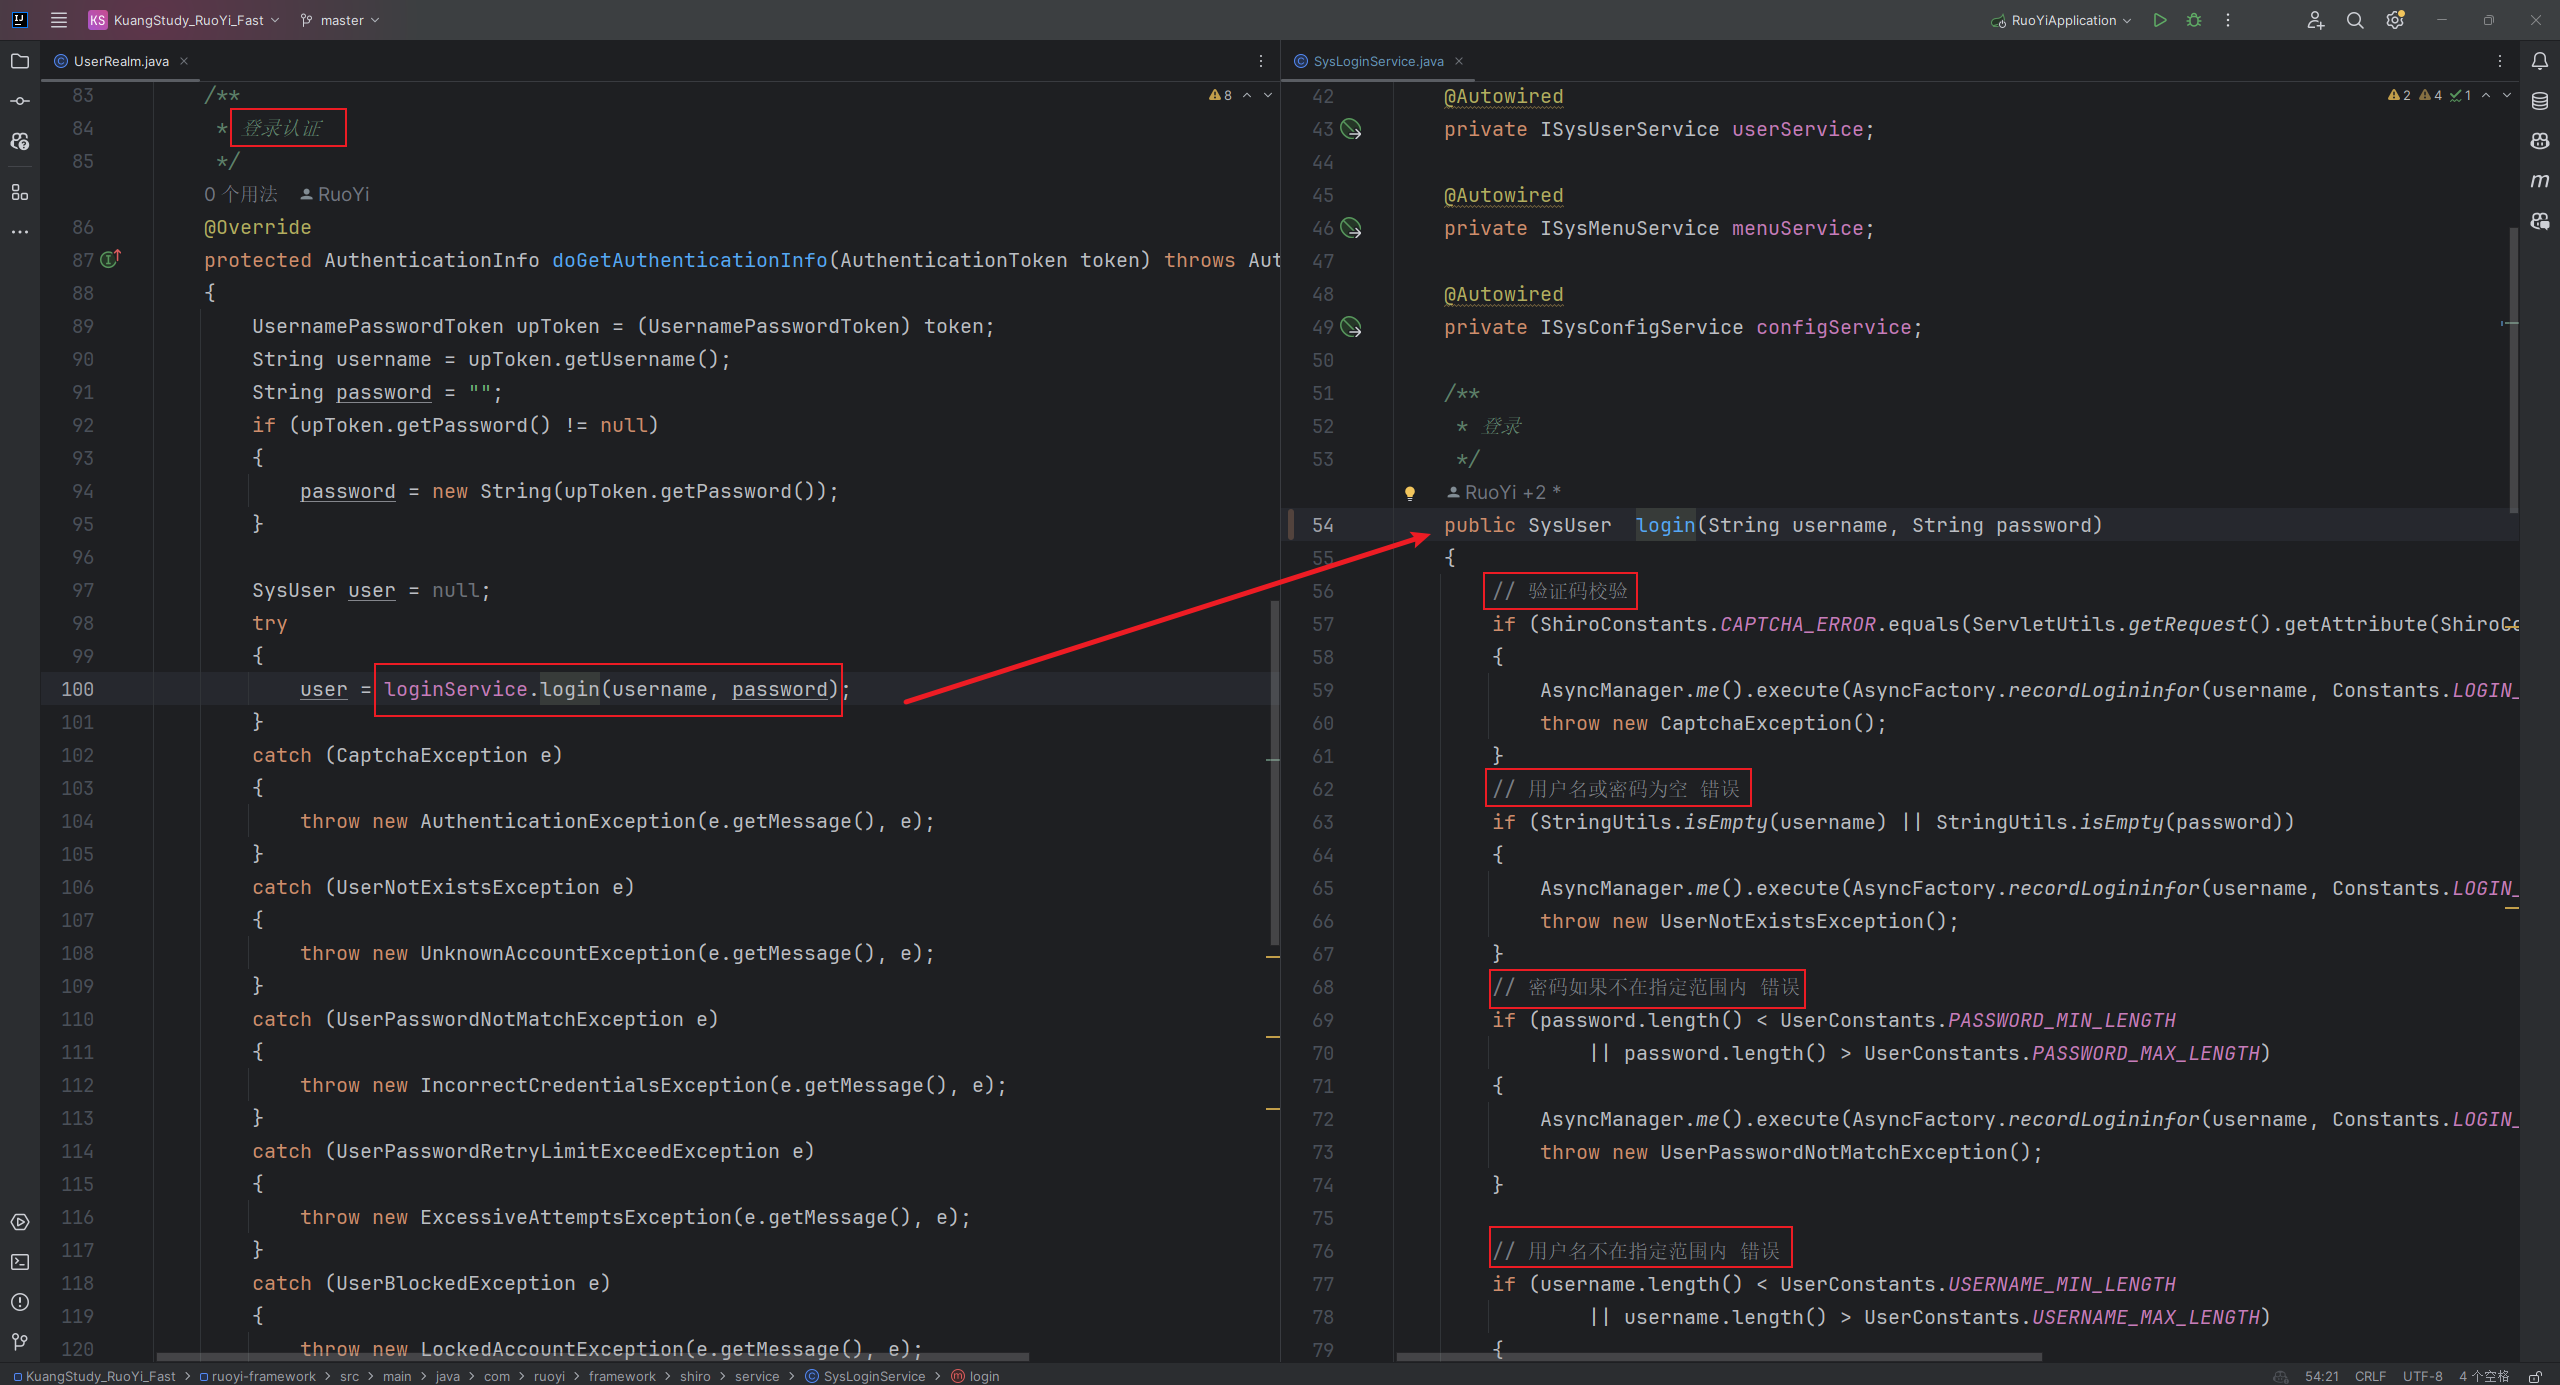 KS KuangStudy_RuoYi_Fast master RuoYiApplication
UserRealm.java
83 /**
84 * 登录认证
85 */
0 个用法 RuoYi
86 @Override
87 protected AuthenticationInfo doGetAuthenticationInfo(AuthenticationToken token) throws Aut
88 {
89 UsernamePasswordToken upToken = (UsernamePasswordToken) token;
90 String username = upToken.getUsername();
91 String password = "";
92 if (upToken.getPassword() != null)
93 {
94 password = new String(upToken.getPassword());
95 }
96
97 SysUser user = null;
98 try
99 {
100 user = loginService.login(username, password);
101 }
102 catch (CaptchaException e)
103 {
104 throw new AuthenticationException(e.getMessage(), e);
105 }
106 catch (UserNotExistsException e)
107 {
108 throw new UnknownAccountException(e.getMessage(), e);
109 }
110 catch (UserPasswordNotMatchException e)
111 {
112 throw new IncorrectCredentialsException(e.getMessage(), e);
113 }
114 catch (UserPasswordRetryLimitExceedException e)
115 {
116 throw new ExcessiveAttemptsException(e.getMessage(), e);
117 }
118 catch (UserBlockedException e)
119 {
120 throw new LockedAccountException(e.getMessage(), e);
8
SysLoginService.java
2 4 1
42 @Autowired
43 private ISysUserService userService;
44
45 @Autowired
46 private ISysMenuService menuService;
47
48 @Autowired
49 private ISysConfigService configService;
50
51 /**
52 * 登录
53 */
RuoYi +2 *
54 public SysUser login(String username, String password)
55 {
56 // 验证码校验
57 if (ShiroConstants.CAPTCHA_ERROR.equals(ServletUtils.getRequest().getAttribute(ShiroCo
58 {
59 AsyncManager.me().execute(AsyncFactory.recordLogininfor(username, Constants.LOGIN_
60 throw new CaptchaException();
61 }
62 // 用户名或密码为空 错误
63 if (StringUtils.isEmpty(username) || StringUtils.isEmpty(password))
64 {
65 AsyncManager.me().execute(AsyncFactory.recordLogininfor(username, Constants.LOGIN_
66 throw new UserNotExistsException();
67 }
68 // 密码如果不在指定范围内 错误
69 if (password.length() < UserConstants.PASSWORD_MIN_LENGTH
70 || password.length() > UserConstants.PASSWORD_MAX_LENGTH)
71 {
72 AsyncManager.me().execute(AsyncFactory.recordLogininfor(username, Constants.LOGIN_
73 throw new UserPasswordNotMatchException();
74 }
75
76 // 用户名不在指定范围内 错误
77 if (username.length() < UserConstants.USERNAME_MIN_LENGTH
78 || username.length() > UserConstants.USERNAME_MAX_LENGTH)
79 {
KuangStudy_RuoYi_Fast > ruoyi-framework > src > main > java > com > ruoyi > framework > shiro > service > SysLoginService > login
54:21 CRLF UTF-8 4 个空格